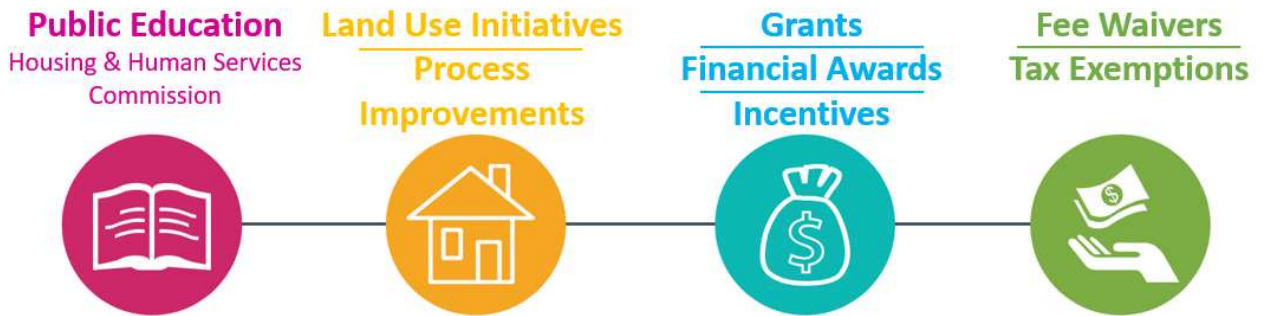 Public Education
Housing & Human Services
Commission
Land Use Initiatives
Process
Improvements
Grants
Financial Awards
Incentives
Fee Waivers
Tax Exemptions
$
$